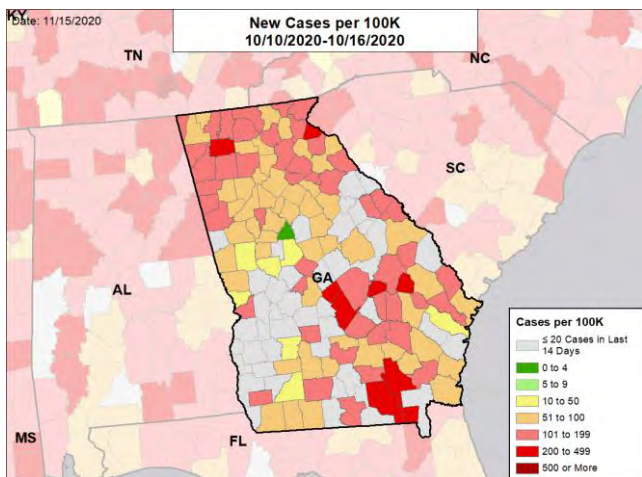 KY
Date: 11/15/2020
New Cases per 100K
10/10/2020-10/16/2020
TN
NC
SC
GA
AL
MS
FL
Cases per 100K
≤ 20 Cases in Last
14 Days
0 to 4
5 to 9
10 to 50
51 to 100
101 to 199
200 to 499
500 or More